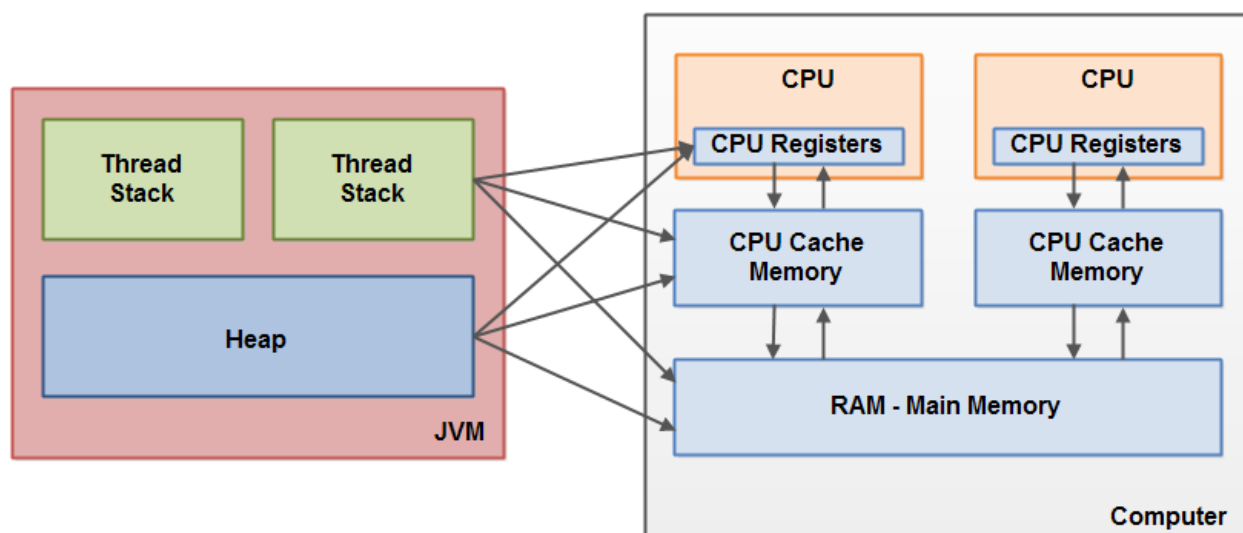 CPU
CPU
CPU Registers
CPU Registers
Thread
Stack
Thread
Stack
CPU Cache
Memory
CPU Cache
Memory
Heap
RAM - Main Memory
JVM
Computer